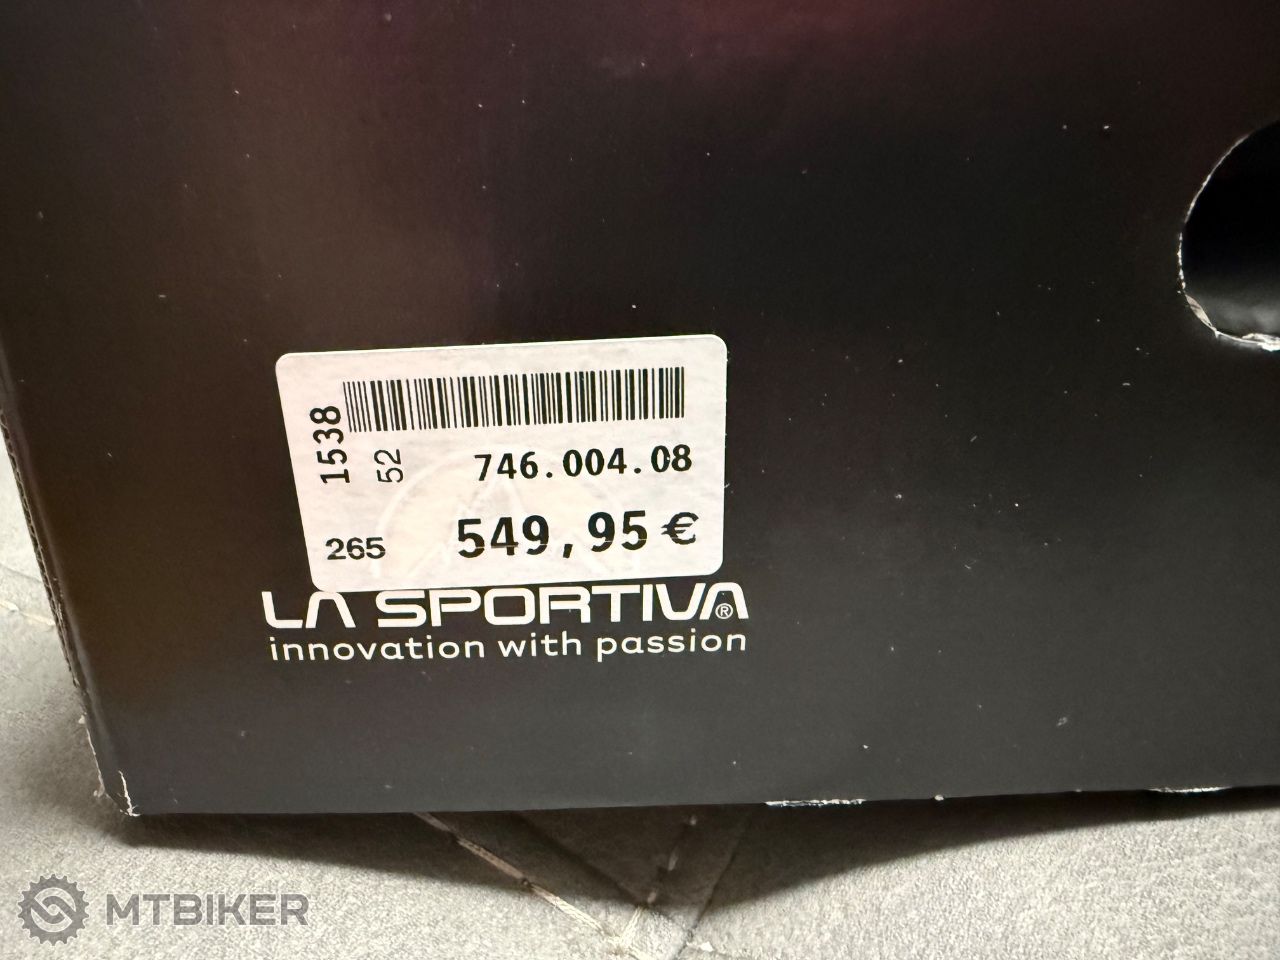 1538
52
746.004.08
265
549,95 €
LA SPORTIVA®
innovation with passion
MTBIKER